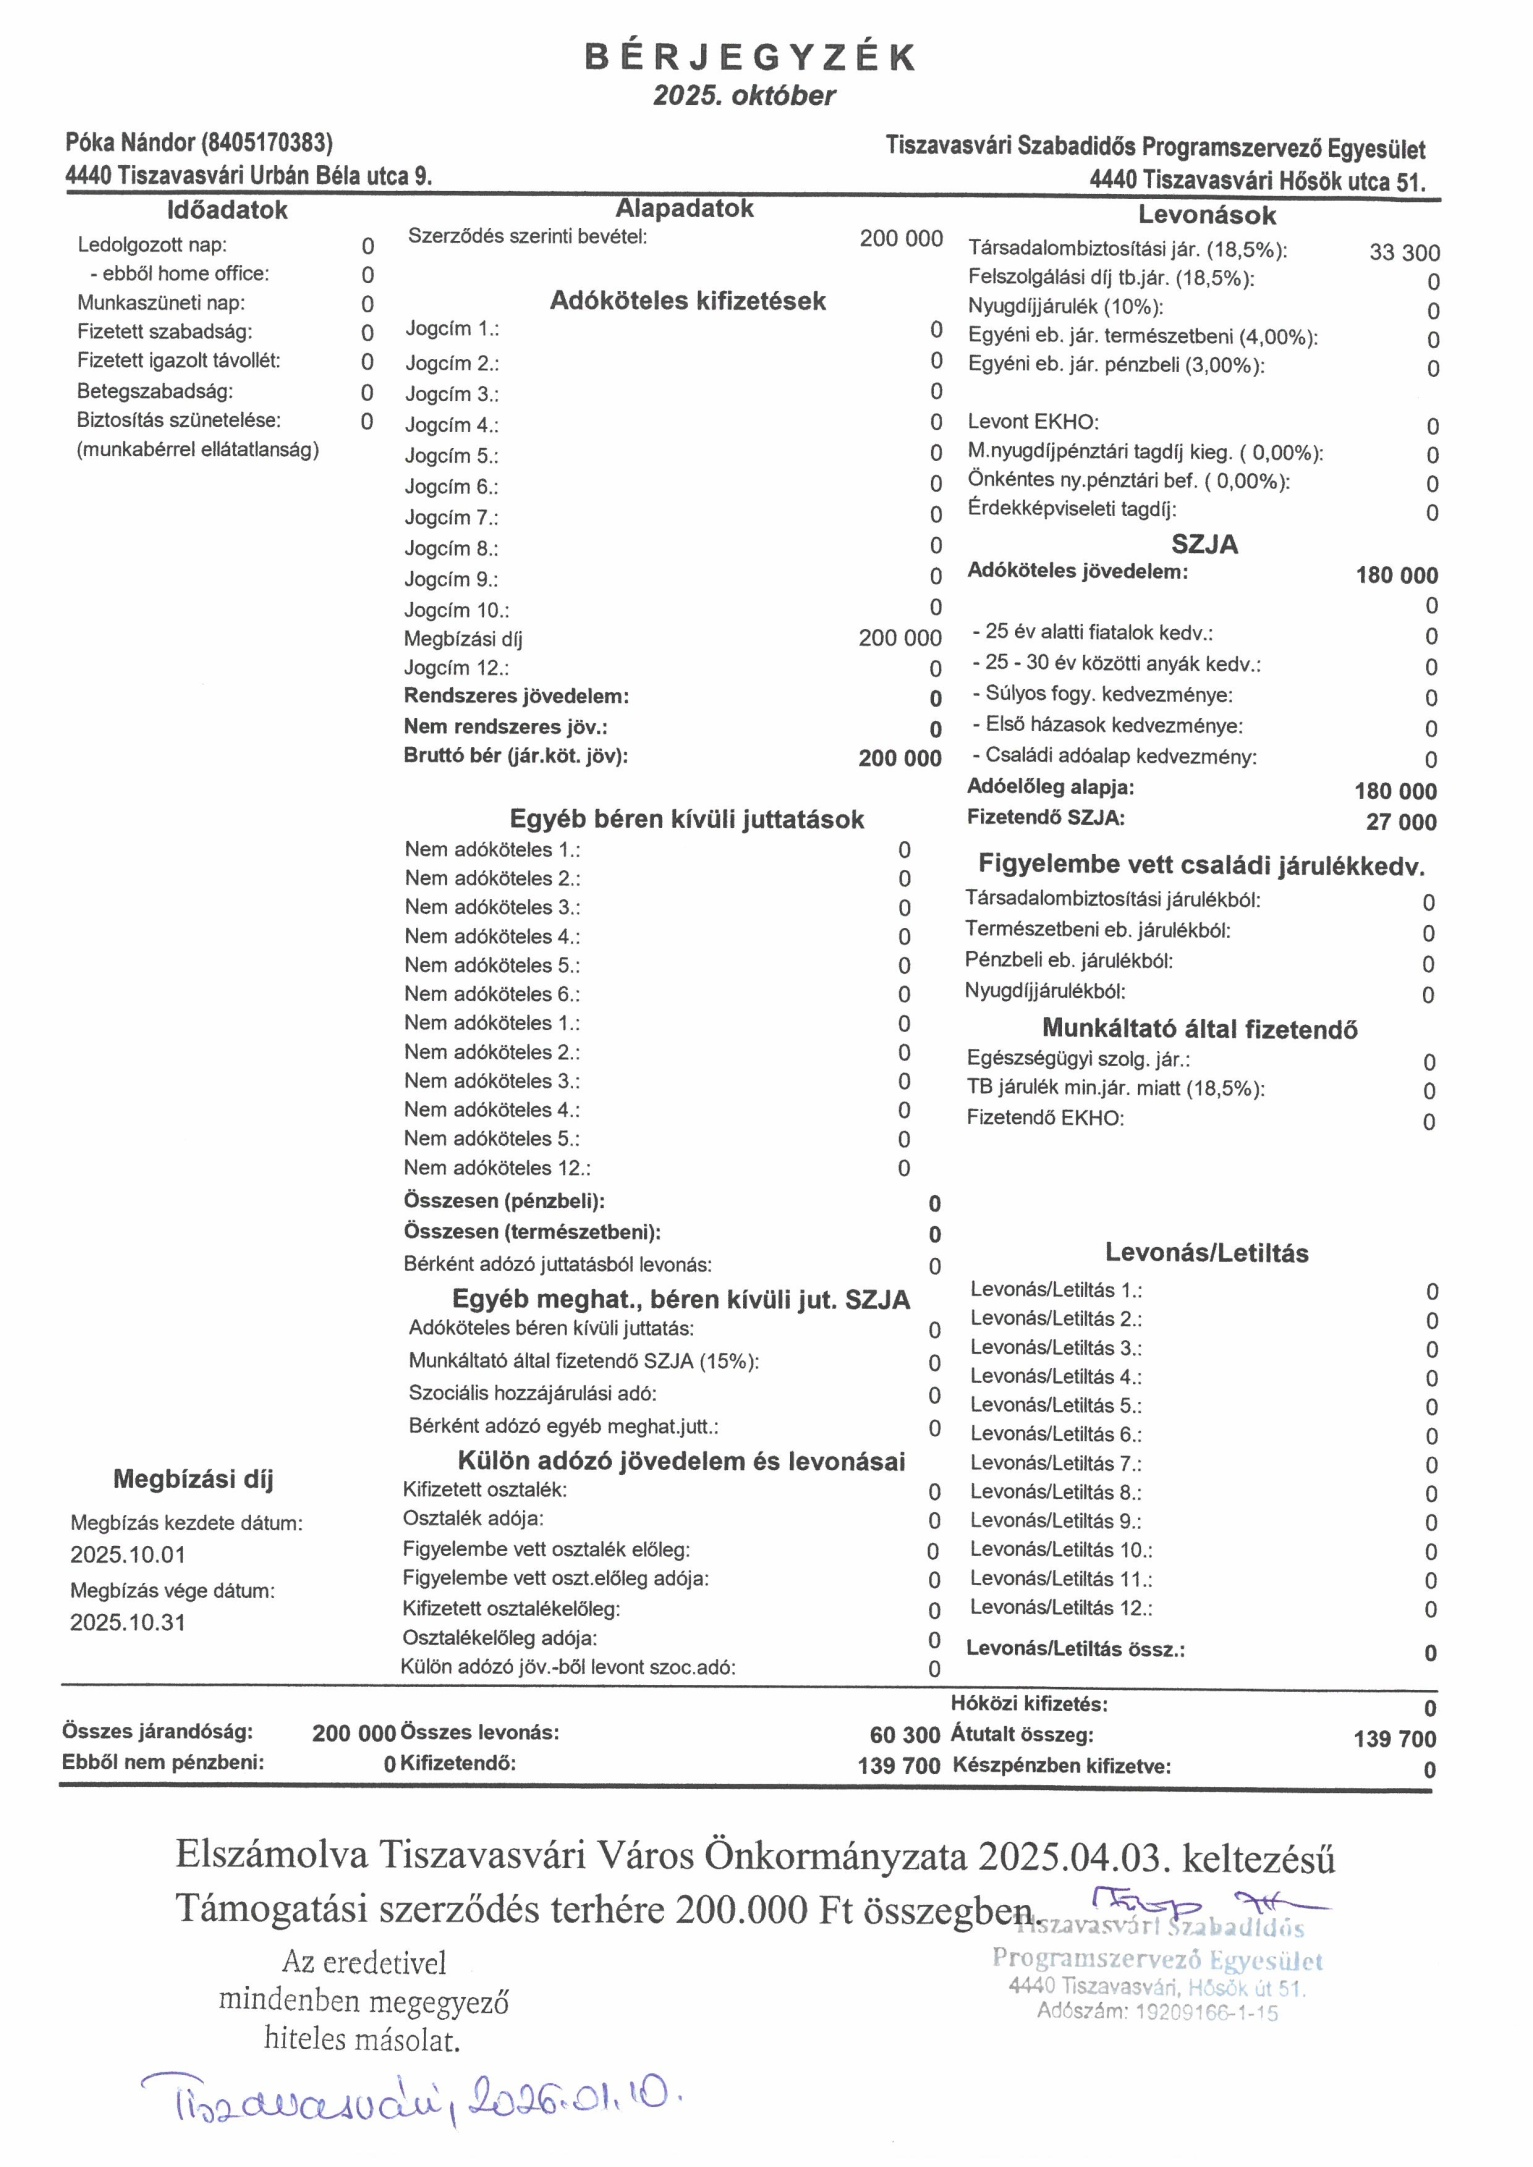 BÉRJEGYZÉK
2025. október
Póka Nándor (8405170383)
4440 Tiszavasvári Urbán Béla utca 9.
Tiszavasvári Szabadidős Programszervező Egyesület
4440 Tiszavasvári Hősök utca 51.
Időadatok
Ledolgozott nap: 0
- ebből home office: 0
Munkaszüneti nap: 0
Fizetett szabadság: 0
Fizetett igazolt távollét: 0
Betegszabadság: 0
Biztosítás szünetelése: 0
(munkabérrel ellátatlanság)
Megbízási díj
Megbízás kezdete dátum:
2025.10.01
Megbízás vége dátum:
2025.10.31
Alapadatok
Szerződés szerinti bevétel: 200 000
Adóköteles kifizetések
Jogcím 1.: 0
Jogcím 2.: 0
Jogcím 3.: 0
Jogcím 4.: 0
Jogcím 5.: 0
Jogcím 6.: 0
Jogcím 7.: 0
Jogcím 8.: 0
Jogcím 9.: 0
Jogcím 10.: 0
Megbízási díj 200 000
Jogcím 12.: 0
Rendszeres jövedelem: 0
Nem rendszeres jöv.: 0
Bruttó bér (jár.köt. jöv): 200 000
Egyéb béren kívüli juttatások
Nem adóköteles 1.: 0
Nem adóköteles 2.: 0
Nem adóköteles 3.: 0
Nem adóköteles 4.: 0
Nem adóköteles 5.: 0
Nem adóköteles 6.: 0
Nem adóköteles 1.: 0
Nem adóköteles 2.: 0
Nem adóköteles 3.: 0
Nem adóköteles 4.: 0
Nem adóköteles 5.: 0
Nem adóköteles 12.: 0
Összesen (pénzbeli): 0
Összesen (természetbeni): 0
Bérként adózó juttatásból levonás: 0
Egyéb meghat., béren kívüli jut. SZJA
Adóköteles béren kívüli juttatás: 0
Munkáltató által fizetendő SZJA (15%): 0
Szociális hozzájárulási adó: 0
Bérként adózó egyéb meghat.jutt.: 0
Külön adózó jövedelem és levonásai
Kifizetett osztalék: 0
Osztalék adója: 0
Figyelembe vett osztalék előleg: 0
Figyelembe vett oszt.előleg adója: 0
Kifizetett osztalékelőleg: 0
Osztalékelőleg adója: 0
Külön adózó jöv.-ből levont szoc.adó: 0
Levonások
Társadalombiztosítási jár. (18,5%): 33 300
Felszolgálási díj tb.jár. (18,5%): 0
Nyugdíjjárulék (10%): 0
Egyéni eb. jár. természetbeni (4,00%): 0
Egyéni eb. jár. pénzbeli (3,00%): 0
Levont EKHO: 0
M.nyugdíjpénztári tagdíj kieg. ( 0,00%): 0
Önkéntes ny.pénztári bef. ( 0,00%): 0
Érdekképviseleti tagdíj: 0
SZJA
Adóköteles jövedelem: 180 000
0
- 25 év alatti fiatalok kedv.: 0
- 25 - 30 év közötti anyák kedv.: 0
- Súlyos fogy. kedvezménye: 0
- Első házasok kedvezménye: 0
- Családi adóalap kedvezmény: 0
Adóelőleg alapja: 180 000
Fizetendő SZJA: 27 000
Figyelembe vett családi járulékkedv.
Társadalombiztosítási járulékból: 0
Természetbeni eb. járulékból: 0
Pénzbeli eb. járulékból: 0
Nyugdíjjárulékból: 0
Munkáltató által fizetendő
Egészségügyi szolg. jár.: 0
TB járulék min.jár. miatt (18,5%): 0
Fizetendő EKHO: 0
Levonás/Letiltás
Levonás/Letiltás 1.: 0
Levonás/Letiltás 2.: 0
Levonás/Letiltás 3.: 0
Levonás/Letiltás 4.: 0
Levonás/Letiltás 5.: 0
Levonás/Letiltás 6.: 0
Levonás/Letiltás 7.: 0
Levonás/Letiltás 8.: 0
Levonás/Letiltás 9.: 0
Levonás/Letiltás 10.: 0
Levonás/Letiltás 11.: 0
Levonás/Letiltás 12.: 0
Levonás/Letiltás össz.: 0
Hóközi kifizetés: 0
Összes járandóság: 200 000 Összes levonás: 60 300 Átutalt összeg: 139 700
Ebből nem pénzbeni: 0 Kifizetendő: 139 700 Készpénzben kifizetve: 0
Elszámolva Tiszavasvári Város Önkormányzata 2025.04.03. keltezésű
Támogatási szerződés terhére 200.000 Ft összegben.
Tiszavasvári Szabadidős
Programszervező Egyesület
4440 Tiszavasvári, Hősök út 51.
Adószám: 19209166-1-15
Az eredetivel
mindenben megegyező
hiteles másolat.
Tiszavasvári, 2026.01.10.